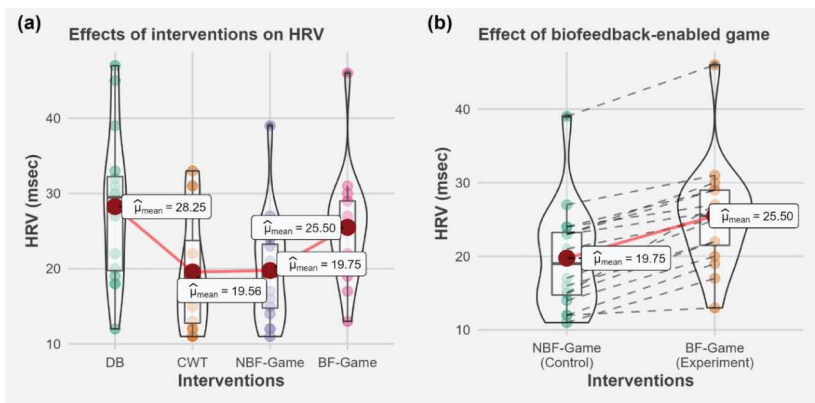 (a)
Effects of interventions on HRV
HRV (msec)
40
30
20
10
μ̂mean = 28.25
μ̂mean = 19.56
μ̂mean = 25.50
μ̂mean = 19.75
DB CWT NBF-Game BF-Game
Interventions
(b)
Effect of biofeedback-enabled game
HRV (msec)
40
30
20
10
μ̂mean = 19.75
μ̂mean = 25.50
NBF-Game BF-Game
(Control) (Experiment)
Interventions